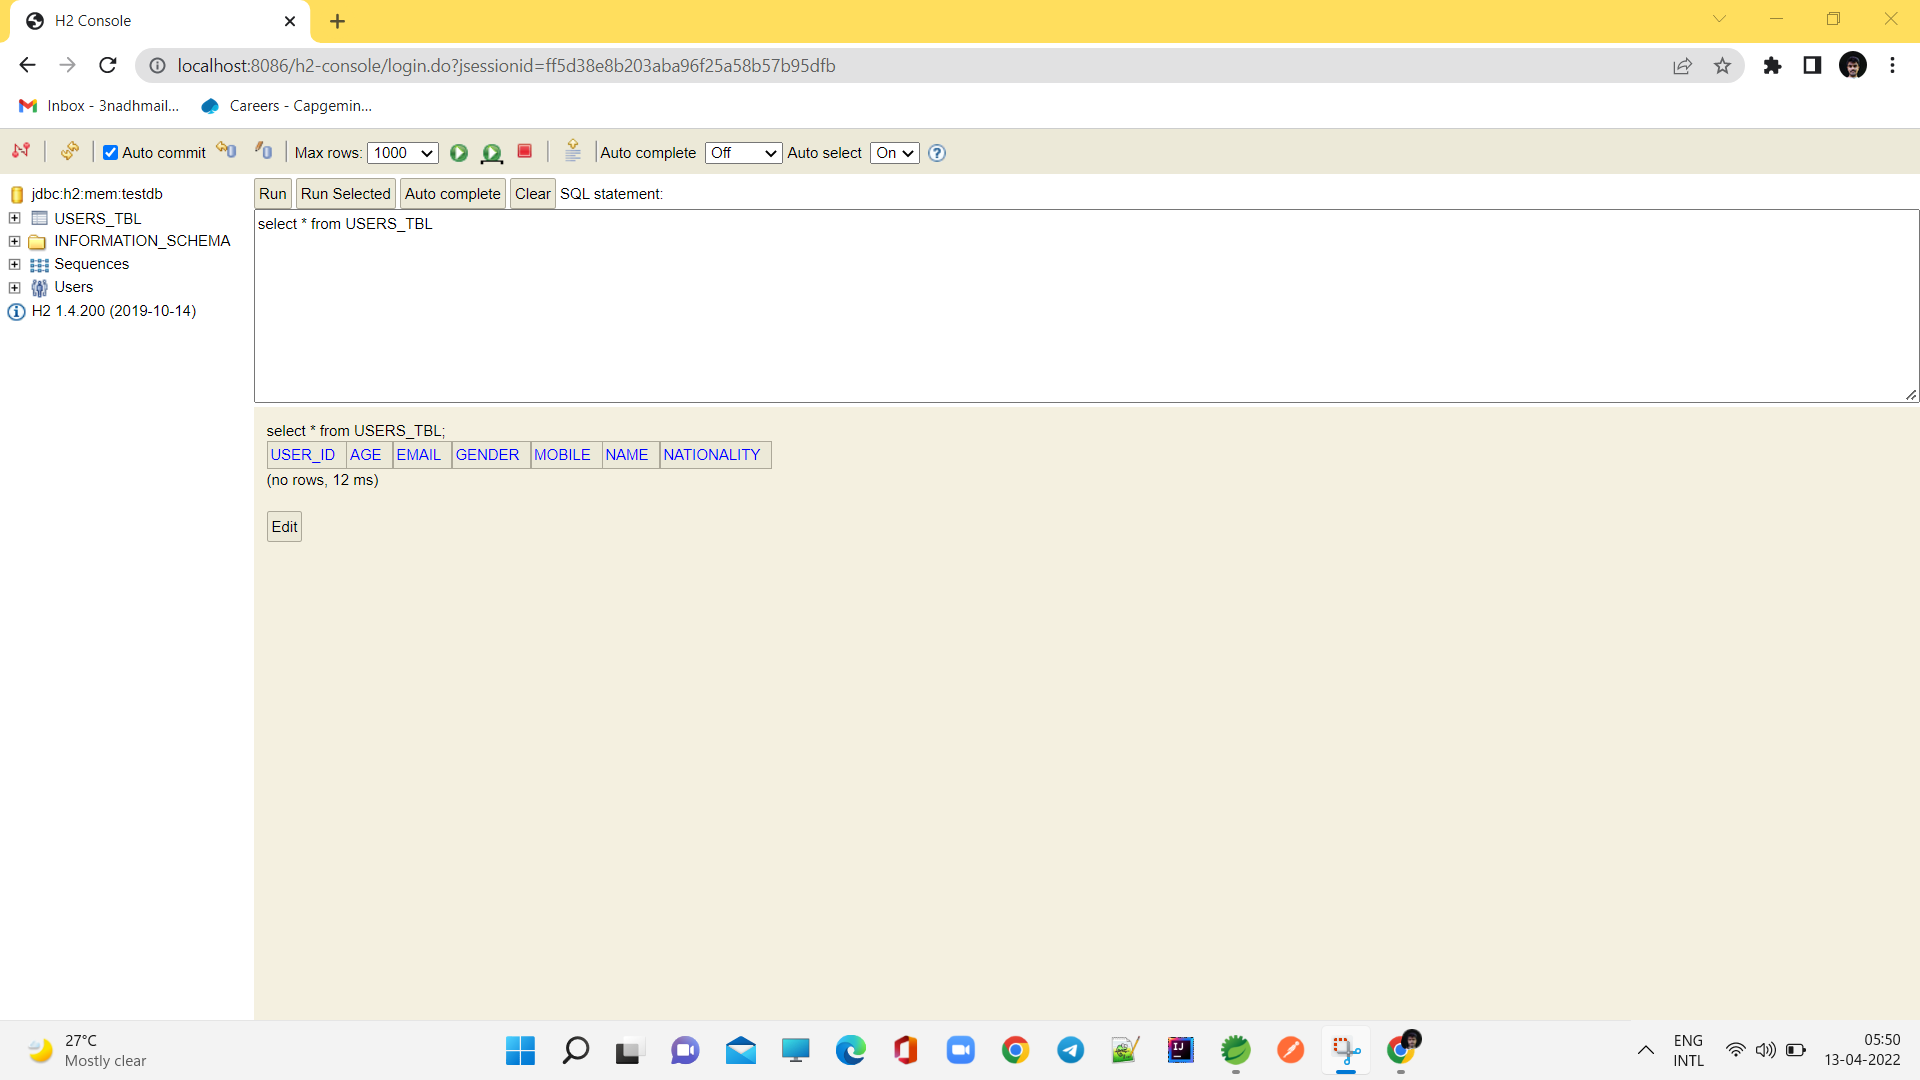 H2 Console
localhost:8086/h2-console/login.do?jsessionid=ff5d38e8b203aba96f25a58b57b95dfb
Inbox - 3nadhmail... Careers - Capgemin...
Auto commit Max rows: 1000 Auto complete Off Auto select On
jdbc:h2:mem:testdb
USERS_TBL
INFORMATION_SCHEMA
Sequences
Users
H2 1.4.200 (2019-10-14)
Run Run Selected Auto complete Clear SQL statement:
select * from USERS_TBL
select * from USERS_TBL;
USER_ID AGE EMAIL GENDER MOBILE NAME NATIONALITY
(no rows, 12 ms)
Edit
27°C
Mostly clear
IJ
ENG
INTL
05:50
13-04-2022